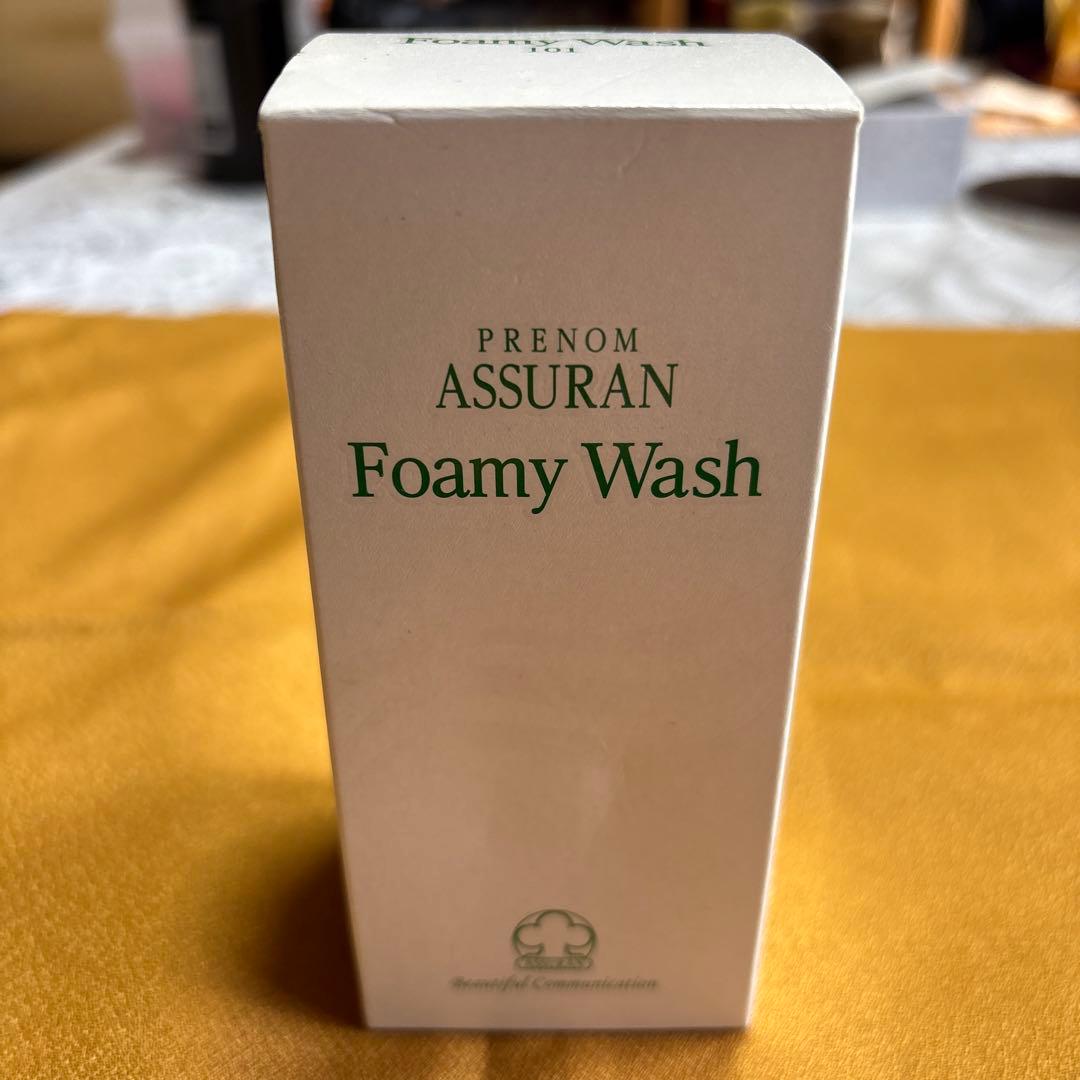 Foamy Wash
101
PRENOM
ASSURAN
Foamy Wash
ASSURAN
Beautiful Communication